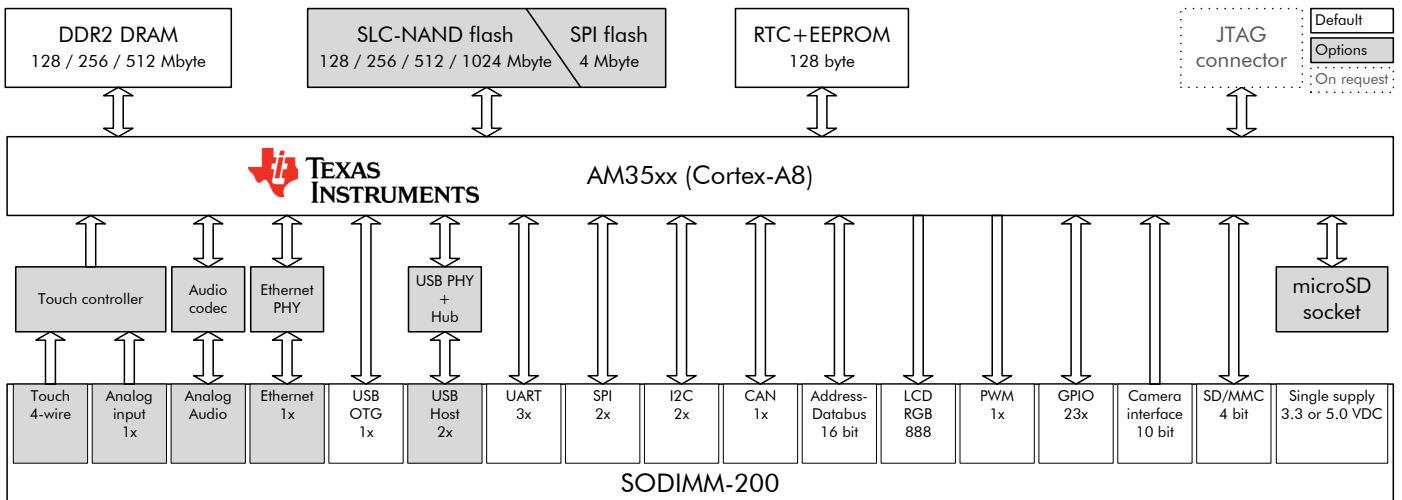 DDR2 DRAM
128 / 256 / 512 Mbyte
SLC-NAND flash
128 / 256 / 512 / 1024 Mbyte
SPI flash
4 Mbyte
RTC+EEPROM
128 byte
JTAG
connector
Default
Options
On request
TEXAS
INSTRUMENTS
AM35xx (Cortex-A8)
Touch controller
Audio
codec
Ethernet
PHY
USB PHY
+
Hub
microSD
socket
Touch
4-wire
Analog
input
1x
Analog
Audio
Ethernet
1x
USB
OTG
1x
USB
Host
2x
UART
3x
SPI
2x
I2C
2x
CAN
1x
Address-
Databus
16 bit
LCD
RGB
888
PWM
1x
GPIO
23x
Camera
interface
10 bit
SD/MMC
4 bit
Single supply
3.3 or 5.0 VDC
SODIMM-200